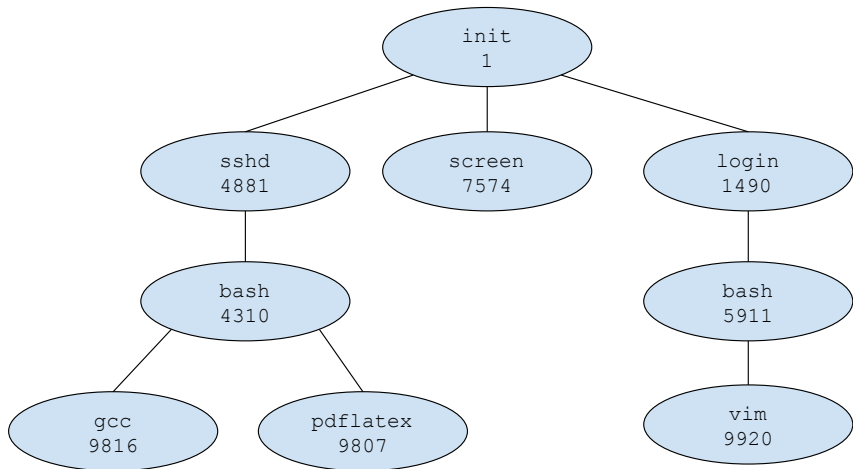 init
1
sshd
4881
screen
7574
login
1490
bash
4310
bash
5911
gcc
9816
pdflatex
9807
vim
9920